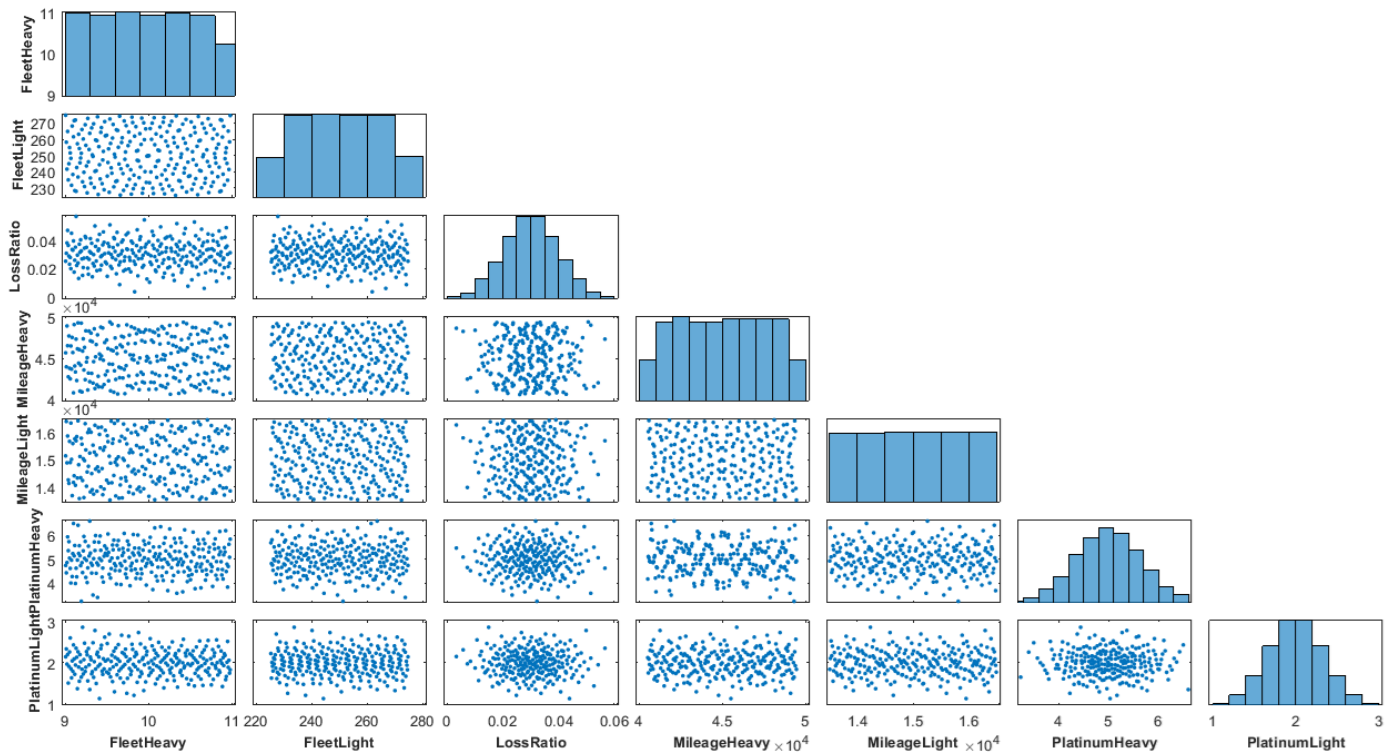 11
10
9
FleetHeavy
270
260
250
240
230
FleetLight
0.04
0.02
0
LossRatio
×10⁴
5
4.5
4
MileageHeavy
×10⁴
1.6
1.5
1.4
MileageLight
6
5
4
PlatinumHeavy
3
2
1
PlatinumLight
9 10 11 220 240 260 280 0 0.02 0.04 0.06 4 4.5 5 1.4 1.5 1.6 4 5 6 1 2 3
×10⁴ ×10⁴
FleetHeavy FleetLight LossRatio MileageHeavy MileageLight PlatinumHeavy PlatinumLight